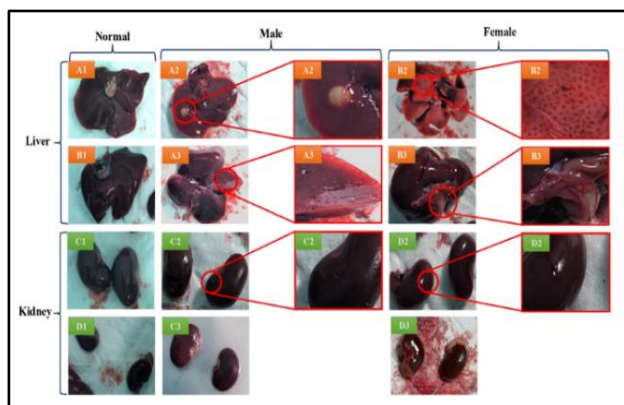 Normal Male Female
A1 A2 A2 B2 B2
Liver
B1 A3 A3 B3 B3
C1 C2 C2 D2 D2
Kidney
D1 C3 D3